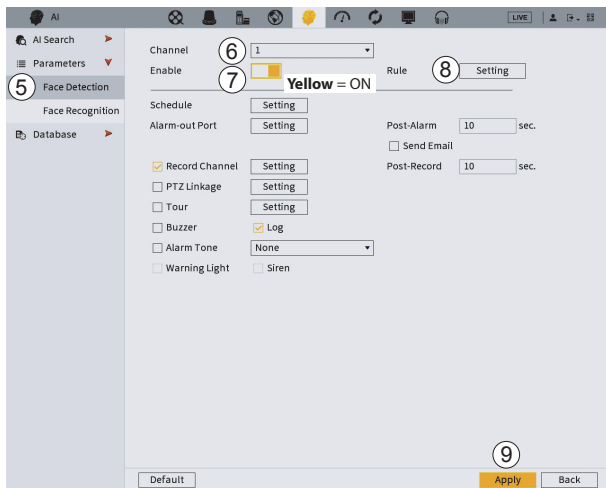 AI
LIVE
AI Search
Parameters
5 Face Detection
Face Recognition
Database
Channel 6 1
Enable 7 Yellow = ON Rule 8 Setting
Schedule Setting
Alarm-out Port Setting Post-Alarm 10 sec.
Send Email
Record Channel Setting Post-Record 10 sec.
PTZ Linkage Setting
Tour Setting
Buzzer Log
Alarm Tone None
Warning Light Siren
9
Default Apply Back